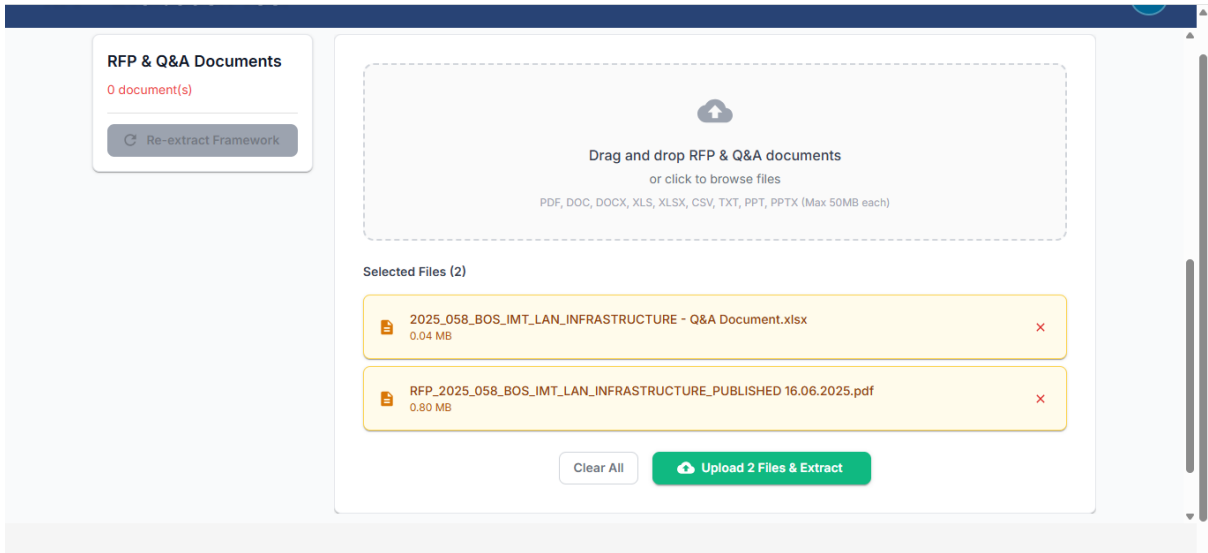 RFP & Q&A Documents
0 document(s)
Re-extract Framework
Drag and drop RFP & Q&A documents
or click to browse files
PDF, DOC, DOCX, XLS, XLSX, CSV, TXT, PPT, PPTX (Max 50MB each)
Selected Files (2)
2025_058_BOS_IMT_LAN_INFRASTRUCTURE - Q&A Document.xlsx
0.04 MB
RFP_2025_058_BOS_IMT_LAN_INFRASTRUCTURE_PUBLISHED 16.06.2025.pdf
0.80 MB
Clear All
Upload 2 Files & Extract